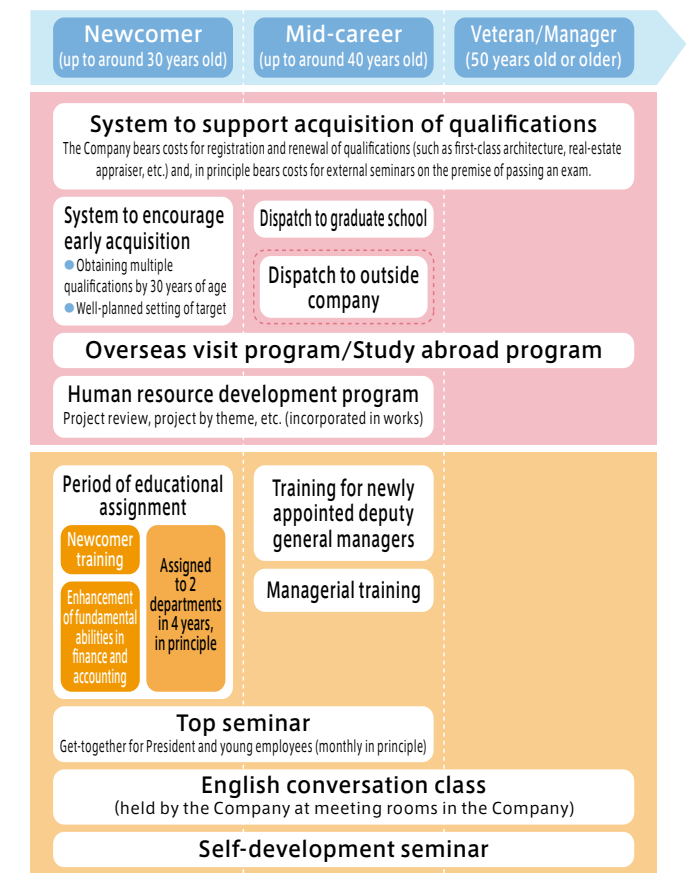 Newcomer
(up to around 30 years old)
Mid-career
(up to around 40 years old)
Veteran/Manager
(50 years old or older)
System to support acquisition of qualifications
The Company bears costs for registration and renewal of qualifications (such as first-class architecture, real-estate
appraiser, etc.) and, in principle bears costs for external seminars on the premise of passing an exam.
System to encourage
early acquisition
● Obtaining multiple
qualifications by 30 years of age
● Well-planned setting of target
Dispatch to graduate school
Dispatch to outside
company
Overseas visit program/Study abroad program
Human resource development program
Project review, project by theme, etc. (incorporated in works)
Period of educational
assignment
Newcomer
training
Enhancement
of fundamental
abilities in
finance and
accounting
Assigned
to 2
departments
in 4 years,
in principle
Training for newly
appointed deputy
general managers
Managerial training
Top seminar
Get-together for President and young employees (monthly in principle)
English conversation class
(held by the Company at meeting rooms in the Company)
Self-development seminar